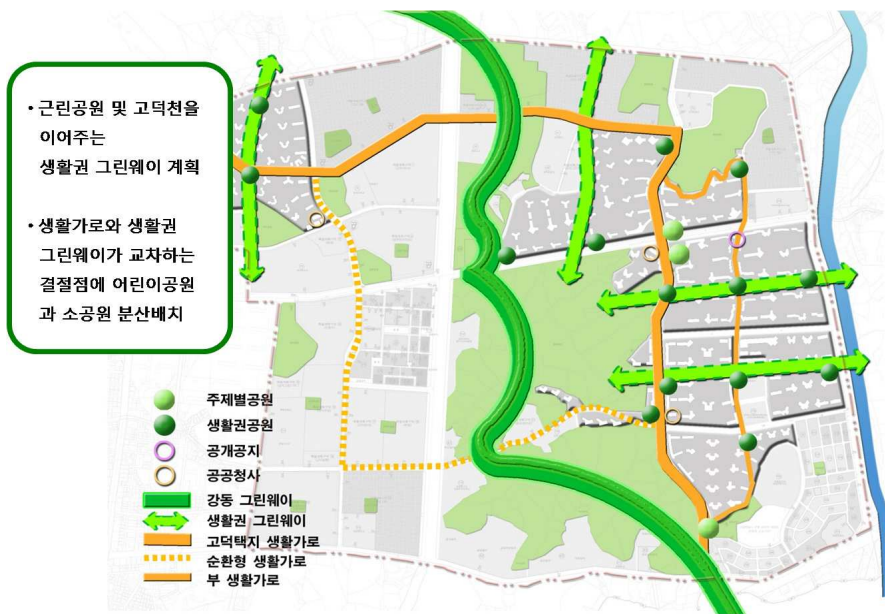 • 근린공원 및 고덕천을
이어주는
생활권 그린웨이 계획
• 생활가로와 생활권
그린웨이가 교차하는
결절점에 어린이공원
과 소공원 분산배치
주제별공원
생활권공원
공개공지
공공청사
강동 그린웨이
생활권 그린웨이
고덕택지 생활가로
순환형 생활가로
부 생활가로